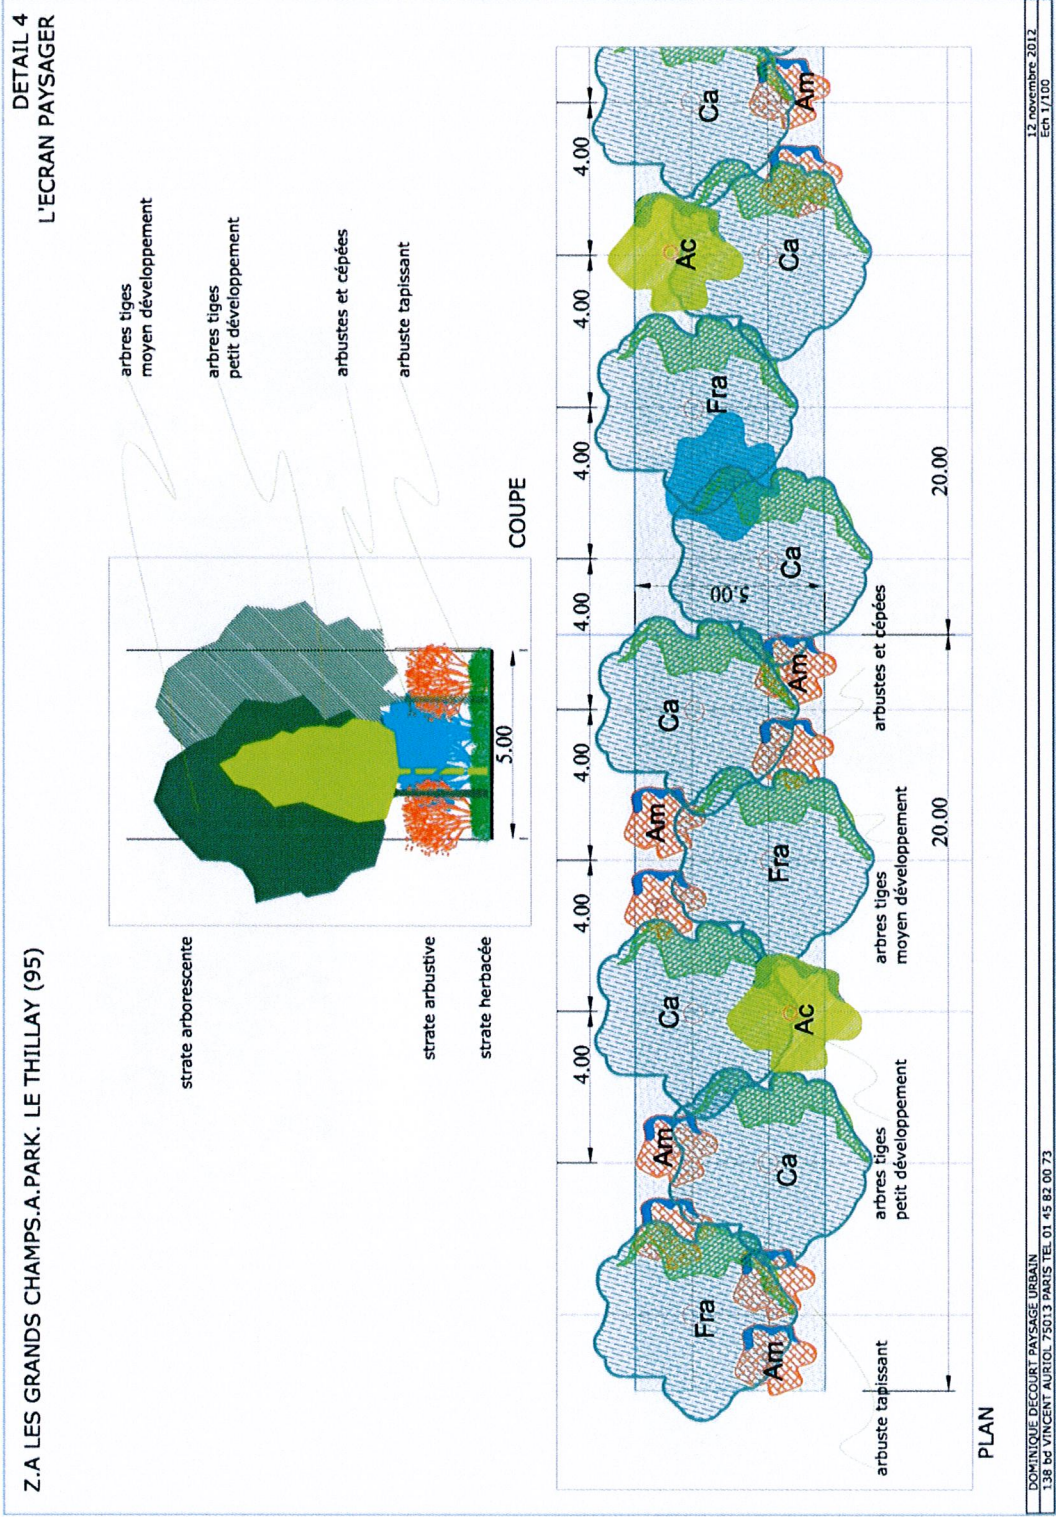 Z.A LES GRANDS CHAMPS.A.PARK. LE THILLAY (95)
DETAIL 4
L'ECRAN PAYSAGER
arbres tiges
moyen développement
arbres tiges
petit développement
arbustes et cépées
arbuste tapissant
strate arborescente
strate arbustive
strate herbacée
5.00
COUPE
4.00
4.00
4.00
4.00
4.00
4.00
4.00
Fra
Am
Am
Ca
Ca
Ac
Am
Fra
Ca
Am
5.00
Ca
Fra
Ac
Ca
Ca
Am
20.00
20.00
arbuste tapissant
arbres tiges
petit développement
arbres tiges
moyen développement
arbustes et cépées
PLAN
DOMINIQUE DECOURT PAYSAGE URBAIN
138 bd VINCENT AURIOL 75013 PARIS TEL 01 45 82 00 73
12 novembre 2012
Ech 1/100